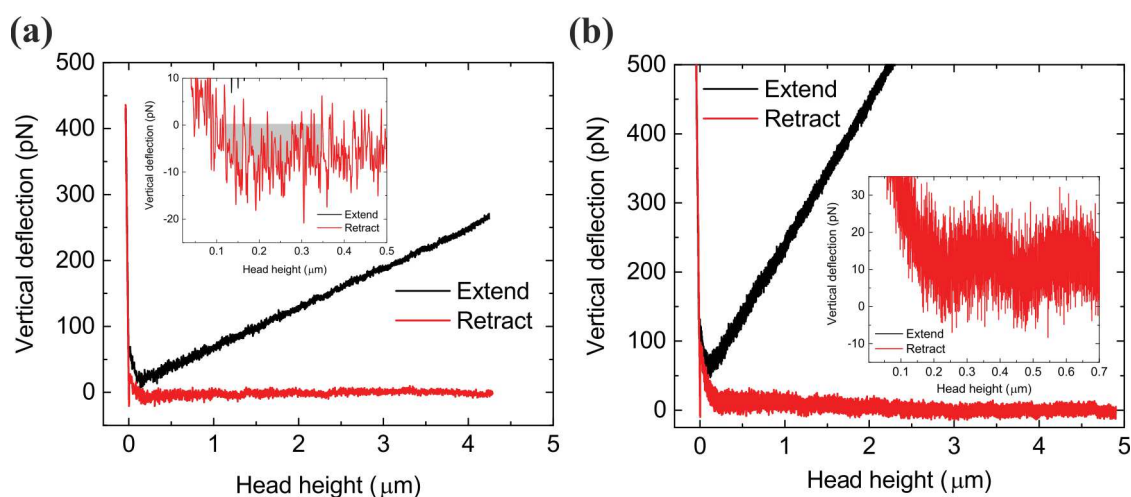 (a)
500
400
300
200
100
0
Vertical deflection (pN)
0 1 2 3 4 5
Head height (μm)
Extend
Retract
10
0
-10
-20
Vertical deflection (pN)
0.1 0.2 0.3 0.4 0.5
Head height (μm)
Extend
Retract
(b)
500
400
300
200
100
0
Vertical deflection (pN)
0 1 2 3 4 5
Head height (μm)
Extend
Retract
30
20
10
0
-10
Vertical deflection (pN)
0.1 0.2 0.3 0.4 0.5 0.6 0.7
Head height (μm)
Extend
Retract